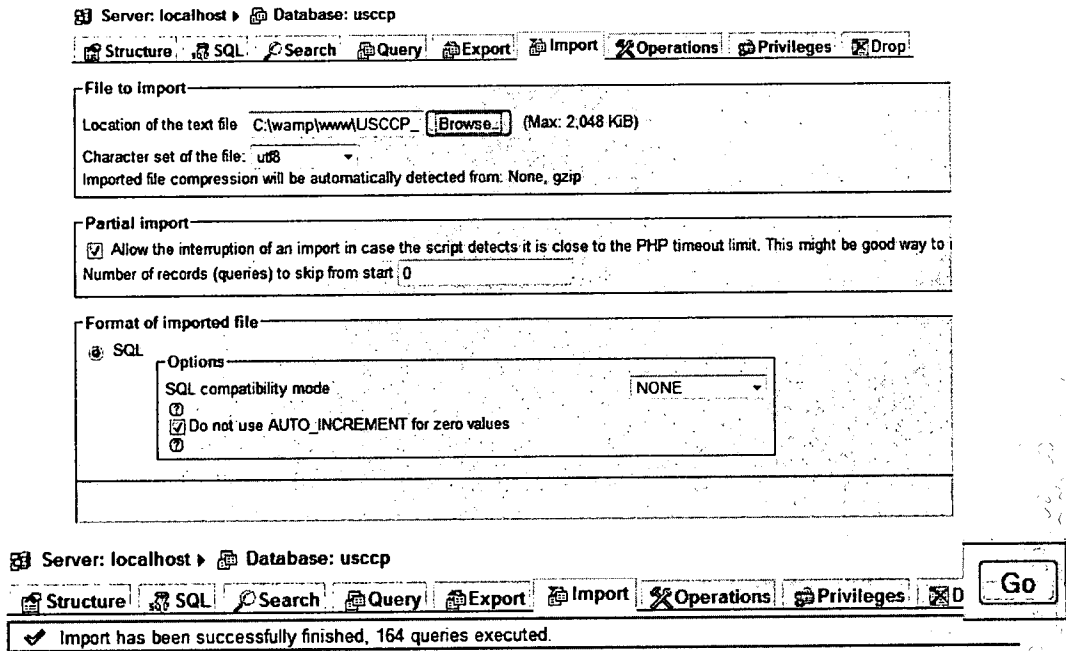 Server: localhost ▸ Database: usccp
Structure SQL Search Query Export Import Operations Privileges Drop
File to import
Location of the text file C:\wamp\www\USCCP_ Browse... (Max: 2,048 KiB)
Character set of the file: utf8
Imported file compression will be automatically detected from: None, gzip
Partial import
Allow the interruption of an import in case the script detects it is close to the PHP timeout limit. This might be good way to i
Number of records (queries) to skip from start 0
Format of imported file
SQL
Options
SQL compatibility mode NONE
Do not use AUTO_INCREMENT for zero values
Server: localhost ▸ Database: usccp
Structure SQL Search Query Export Import Operations Privileges D
Go
Import has been successfully finished, 164 queries executed.